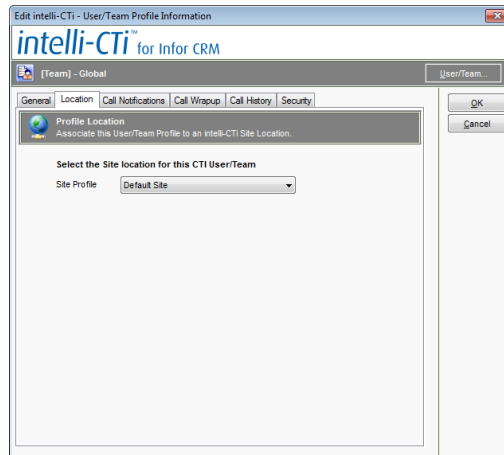 Edit intelli-CTi - User/Team Profile Information
intelli-CTi™ for Infor CRM
[Team] - Global
User/Team...
General Location Call Notifications Call Wrapup Call History Security
OK
Profile Location
Associate this User/Team Profile to an intelli-CTi Site Location.
Cancel
Select the Site location for this CTI User/Team
Site Profile Default Site